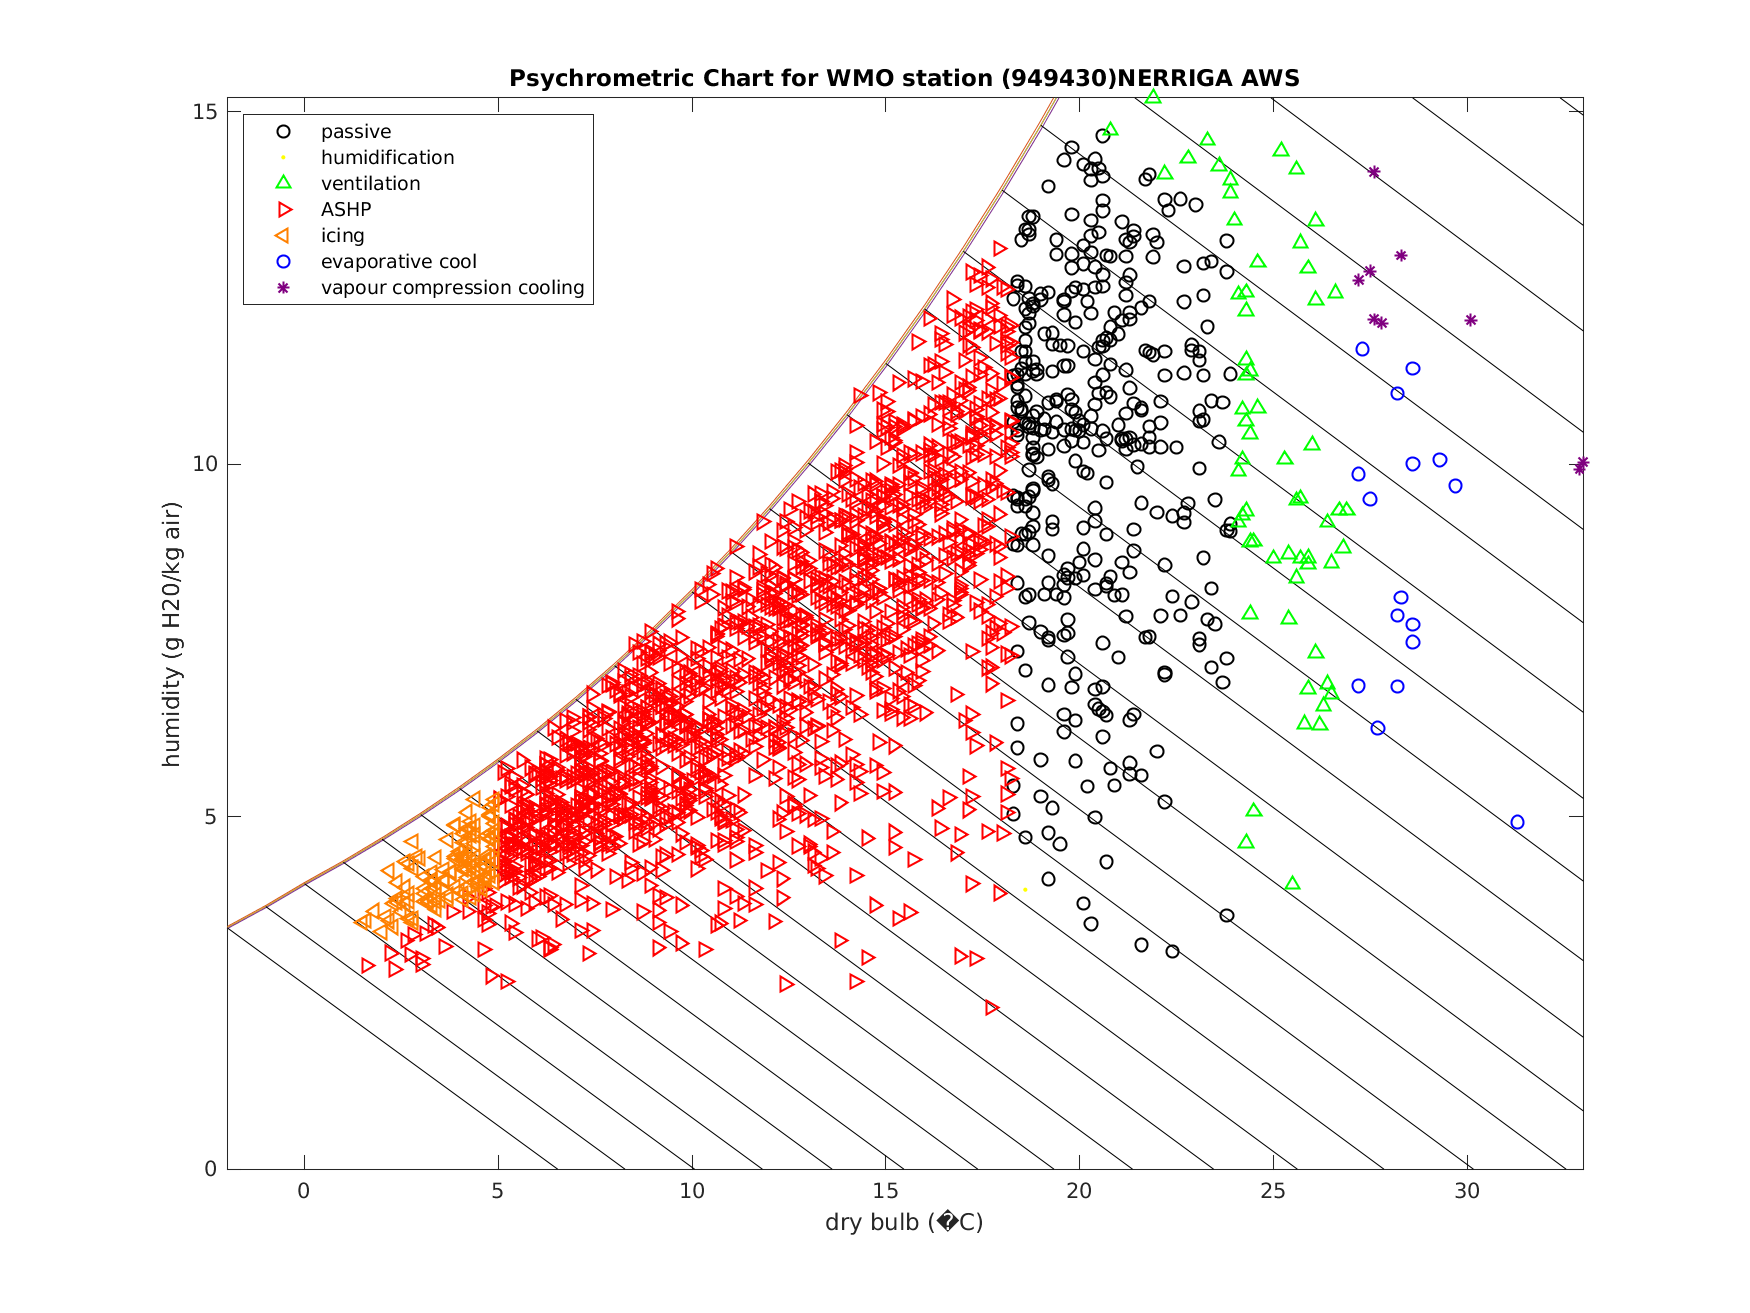 Psychrometric Chart for WMO station (949430)NERRIGA AWS
15
10
5
0
humidity (g H20/kg air)
passive
humidification
ventilation
ASHP
icing
evaporative cool
vapour compression cooling
0 5 10 15 20 25 30
dry bulb (�C)